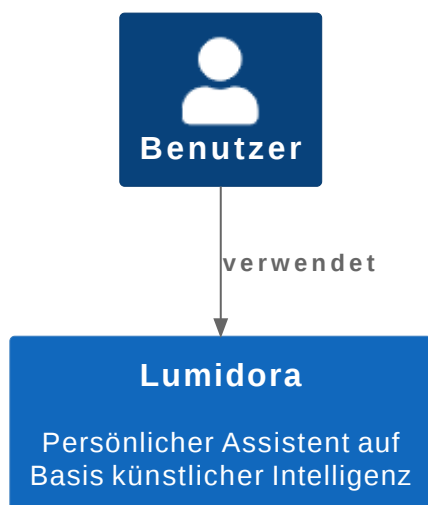 Benutzer
verwendet
Lumidora
Persönlicher Assistent auf
Basis künstlicher Intelligenz